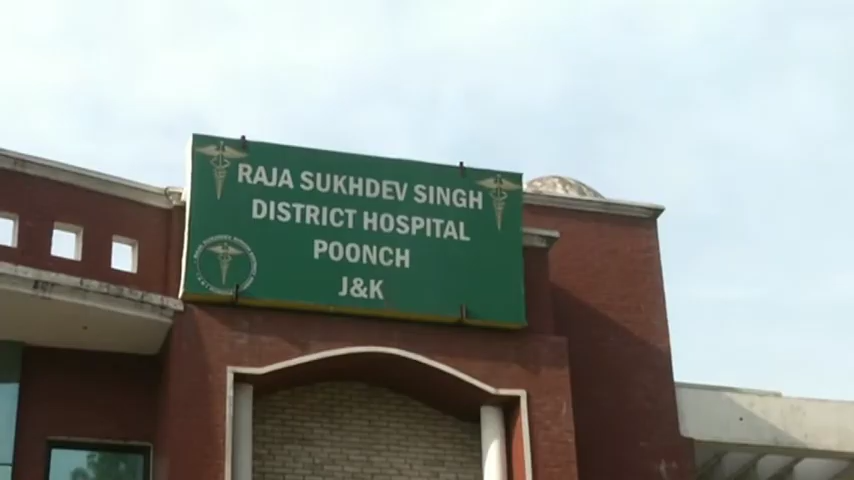 RAJA SUKHDEV SINGH
DISTRICT HOSPITAL
POONCH
J&K